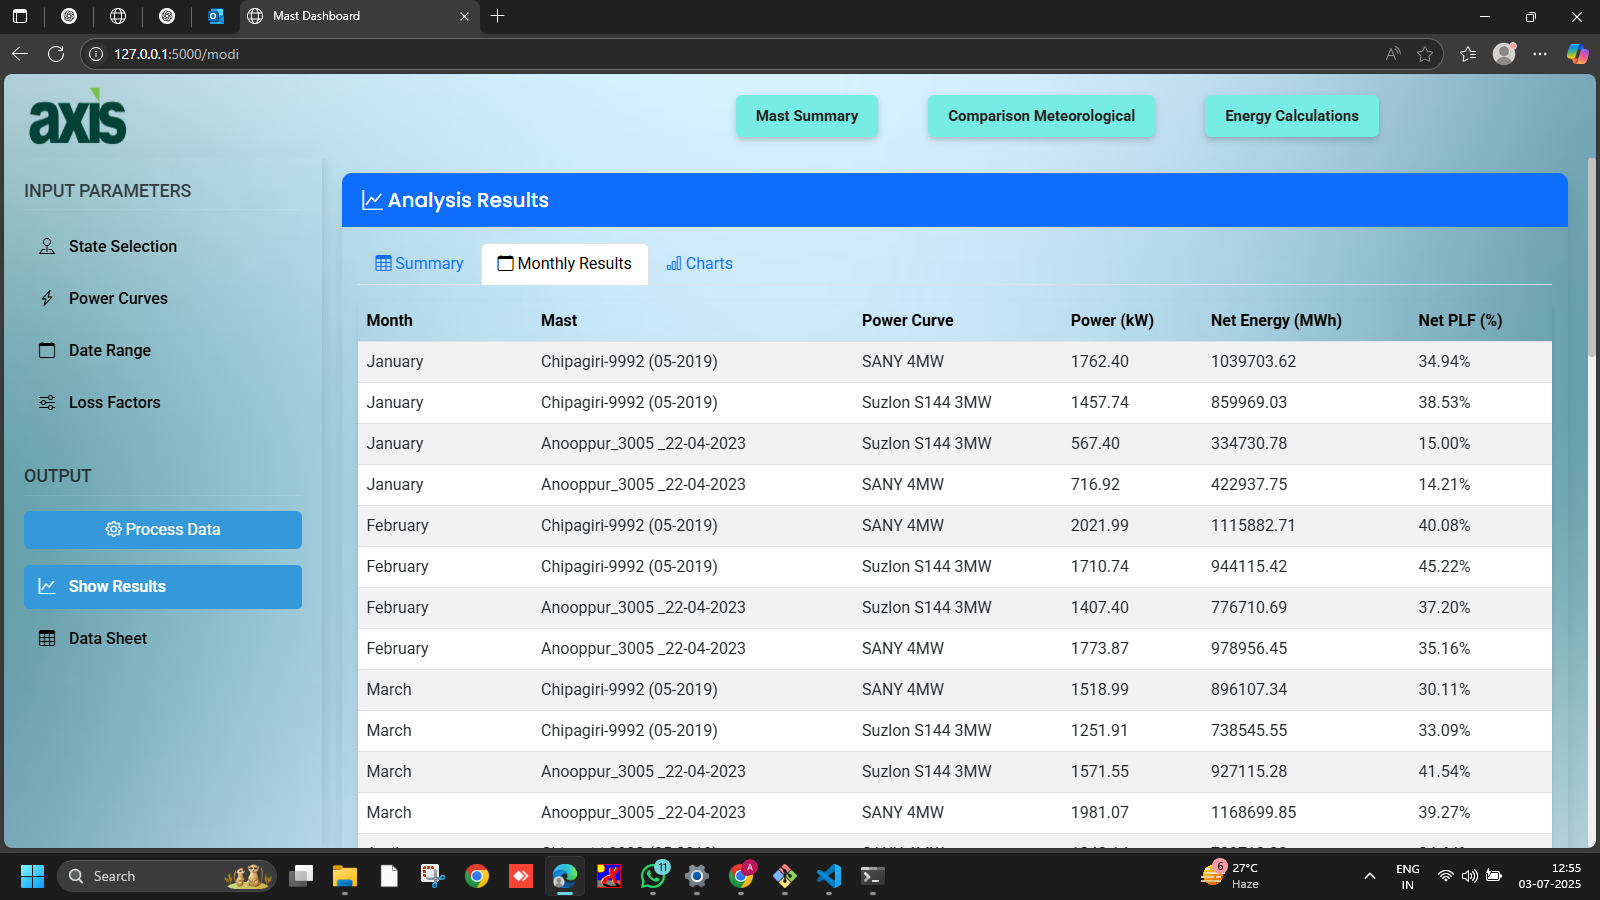 Mast Dashboard
127.0.0.1:5000/modi
axis
Mast Summary
Comparison Meteorological
Energy Calculations
INPUT PARAMETERS
State Selection
Power Curves
Date Range
Loss Factors
OUTPUT
Process Data
Show Results
Data Sheet
Analysis Results
Summary Monthly Results Charts
Month Mast Power Curve Power (kW) Net Energy (MWh) Net PLF (%)
January Chipagiri-9992 (05-2019) SANY 4MW 1762.40 1039703.62 34.94%
January Chipagiri-9992 (05-2019) Suzlon S144 3MW 1457.74 859969.03 38.53%
January Anooppur_3005 _22-04-2023 Suzlon S144 3MW 567.40 334730.78 15.00%
January Anooppur_3005 _22-04-2023 SANY 4MW 716.92 422937.75 14.21%
February Chipagiri-9992 (05-2019) SANY 4MW 2021.99 1115882.71 40.08%
February Chipagiri-9992 (05-2019) Suzlon S144 3MW 1710.74 944115.42 45.22%
February Anooppur_3005 _22-04-2023 Suzlon S144 3MW 1407.40 776710.69 37.20%
February Anooppur_3005 _22-04-2023 SANY 4MW 1773.87 978956.45 35.16%
March Chipagiri-9992 (05-2019) SANY 4MW 1518.99 896107.34 30.11%
March Chipagiri-9992 (05-2019) Suzlon S144 3MW 1251.91 738545.55 33.09%
March Anooppur_3005 _22-04-2023 Suzlon S144 3MW 1571.55 927115.28 41.54%
March Anooppur_3005 _22-04-2023 SANY 4MW 1981.07 1168699.85 39.27%
Search
11
A
6
27°C
Haze
ENG
IN
12:55
03-07-2025